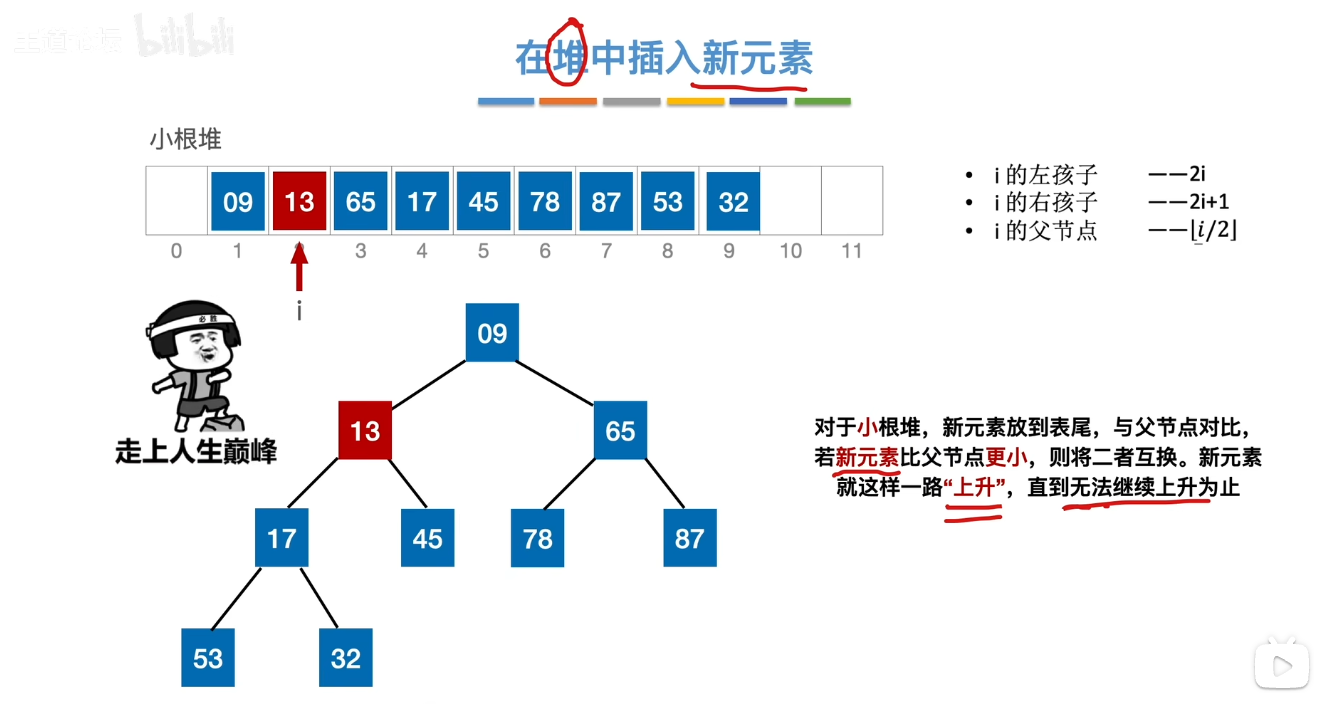 王道论坛 bilibili
在堆中插入新元素
小根堆
09 13 65 17 45 78 87 53 32
0 1 3 4 5 6 7 8 9 10 11
i
• i 的左孩子 ——2i
• i 的右孩子 ——2i+1
• i 的父节点 ——⌊i/2⌋
必胜
走上人生巅峰
09
13 65
17 45 78 87
53 32
对于小根堆，新元素放到表尾，与父节点对比，
若新元素比父节点更小，则将二者互换。新元素
就这样一路“上升”，直到无法继续上升为止